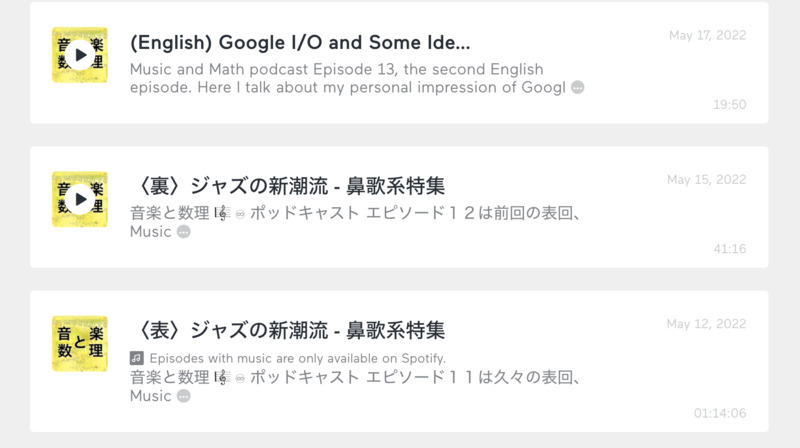 音 楽
数 理
(English) Google I/O and Some Ide...
May 17, 2022
Music and Math podcast Episode 13, the second English
episode. Here I talk about my personal impression of Googl
19:50
音 楽
数 理
〈裏〉ジャズの新潮流 - 鼻歌系特集
May 15, 2022
音楽と数理 🎼 ♾ ポッドキャスト エピソード１２は前回の表回、
Music
41:16
音 と 楽
数 理
〈表〉ジャズの新潮流 - 鼻歌系特集
May 12, 2022
Episodes with music are only available on Spotify.
音楽と数理 🎼 ♾ ポッドキャスト エピソード１１は久々の表回、
Music
01:14:06